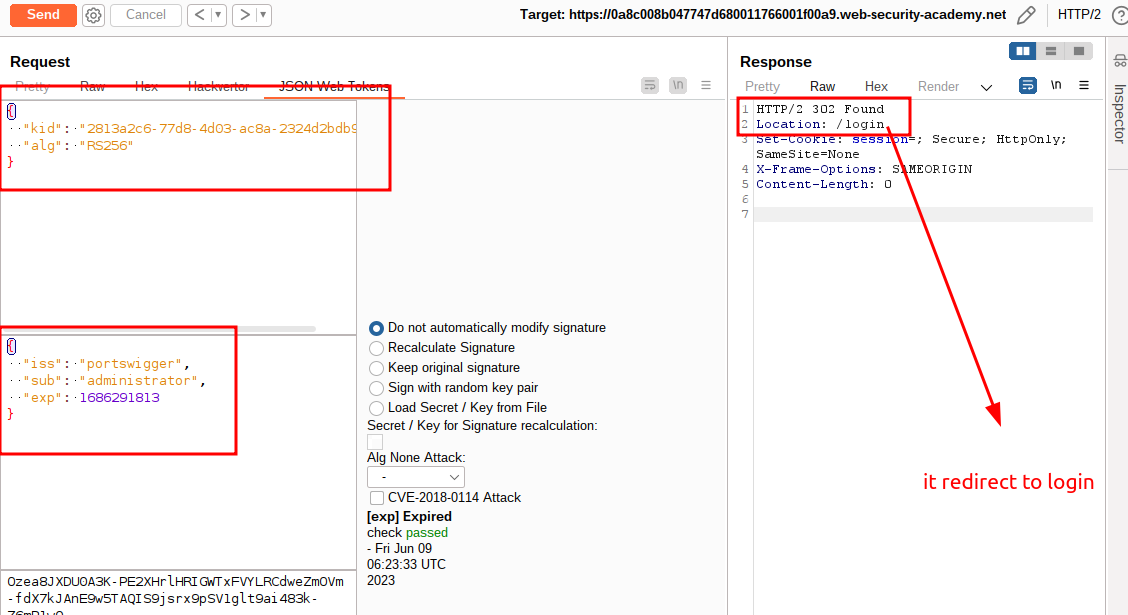 Send Cancel < > Target: https://0a8c008b047747d680011766001f00a9.web-security-academy.net HTTP/2 ?
Request
Pretty Raw Hex Hackvertor JSON Web Tokens \n
{
"kid": "2813a2c6-77d8-4d03-ac8a-2324d2bdb9
"alg": "RS256"
}
{
"iss": "portswigger",
"sub": "administrator",
"exp": 1686291813
}
Ozea8JXDUOA3K-PE2XHrlHRIGWTxFVYLRCdweZmOVm
-fdX7kJAnE9w5TAQIS9jsrx9pSV1glt9ai483k-
Do not automatically modify signature
Recalculate Signature
Keep original signature
Sign with random key pair
Load Secret / Key from File
Secret / Key for Signature recalculation:
Alg None Attack:
-
CVE-2018-0114 Attack
[exp] Expired
check passed
- Fri Jun 09
06:23:33 UTC
2023
Response
Pretty Raw Hex Render \n
1 HTTP/2 302 Found
2 Location: /login
3 Set-Cookie: session=; Secure; HttpOnly;
SameSite=None
4 X-Frame-Options: SAMEORIGIN
5 Content-Length: 0
6
7
it redirect to login
Inspector